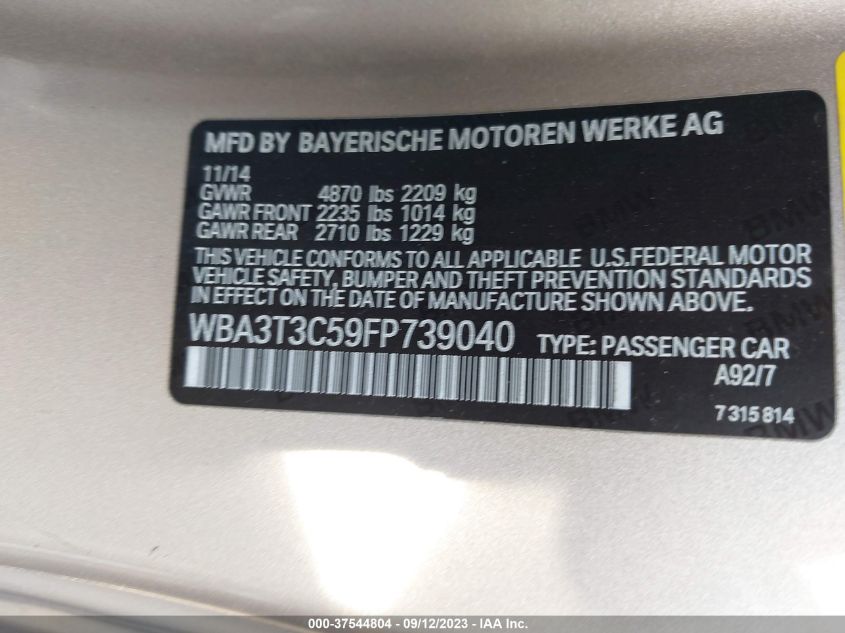 MFD BY BAYERISCHE MOTOREN WERKE AG
11/14
GVWR 4870 lbs 2209 kg
GAWR FRONT 2235 lbs 1014 kg
GAWR REAR 2710 lbs 1229 kg
THIS VEHICLE CONFORMS TO ALL APPLICABLE U.S.FEDERAL MOTOR
VEHICLE SAFETY, BUMPER AND THEFT PREVENTION STANDARDS
IN EFFECT ON THE DATE OF MANUFACTURE SHOWN ABOVE.
WBA3T3C59FP739040 TYPE: PASSENGER CAR
A92/7
7 315 814
000-37544804 - 09/12/2023 - IAA Inc.